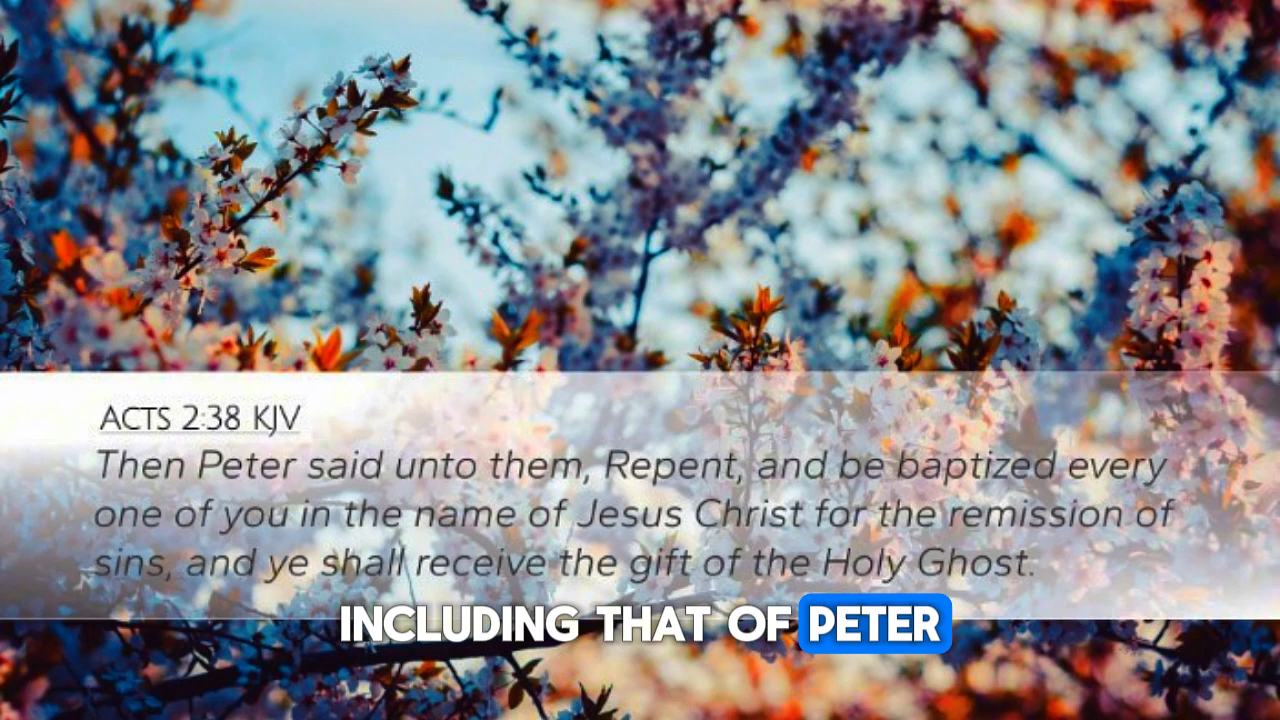 ACTS 2:38 KJV
Then Peter said unto them, Repent, and be baptized every
one of you in the name of Jesus Christ for the remission of
sins, and ye shall receive the gift of the Holy Ghost.
INCLUDING THAT OF PETER